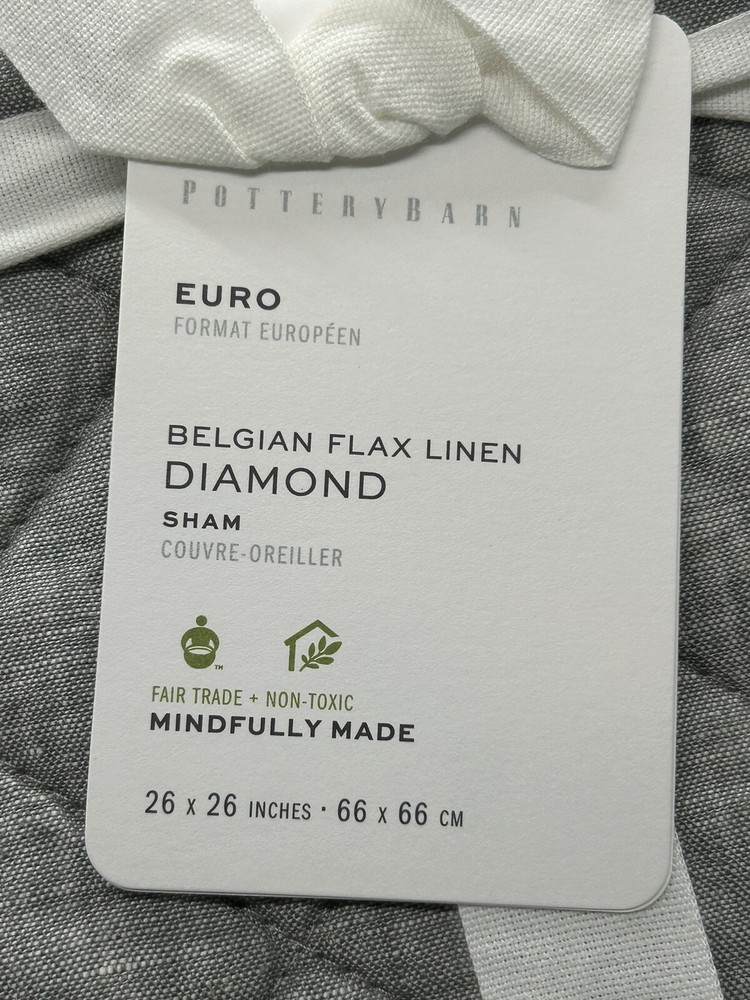 POTTERYBARN
EURO
FORMAT EUROPÉEN
BELGIAN FLAX LINEN
DIAMOND
SHAM
COUVRE-OREILLER
TM
FAIR TRADE + NON-TOXIC
MINDFULLY MADE
26 X 26 INCHES · 66 X 66 CM